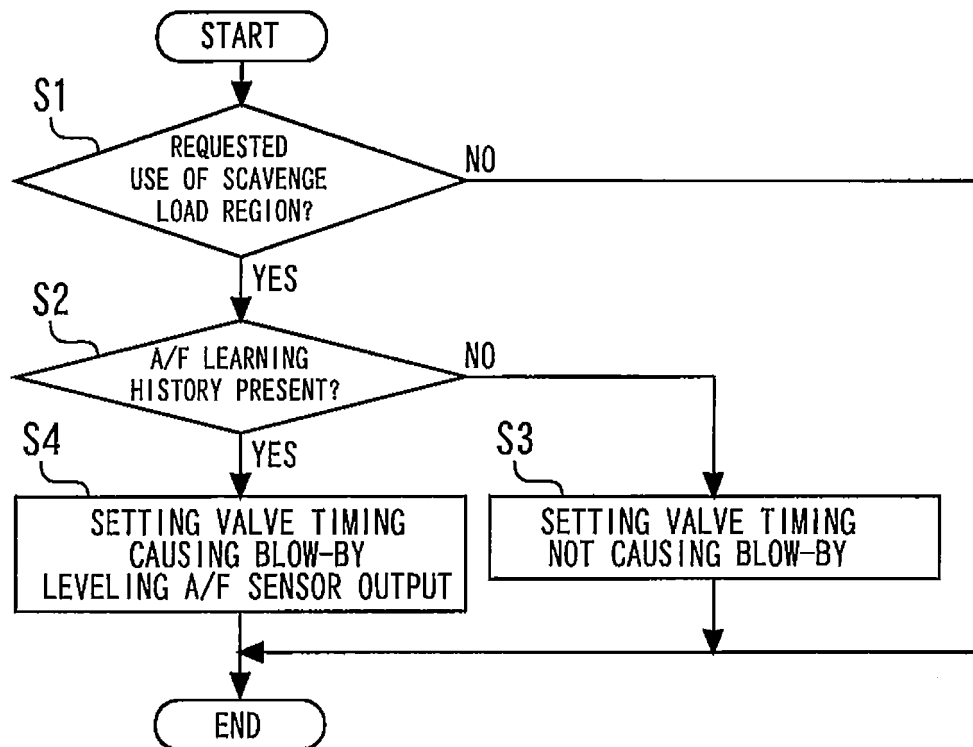 START
S1
REQUESTED
USE OF SCAVENGE
LOAD REGION?
NO
YES
S2
A/F LEARNING
HISTORY PRESENT?
NO
YES
S4
SETTING VALVE TIMING
CAUSING BLOW-BY
LEVELING A/F SENSOR OUTPUT
S3
SETTING VALVE TIMING
NOT CAUSING BLOW-BY
END